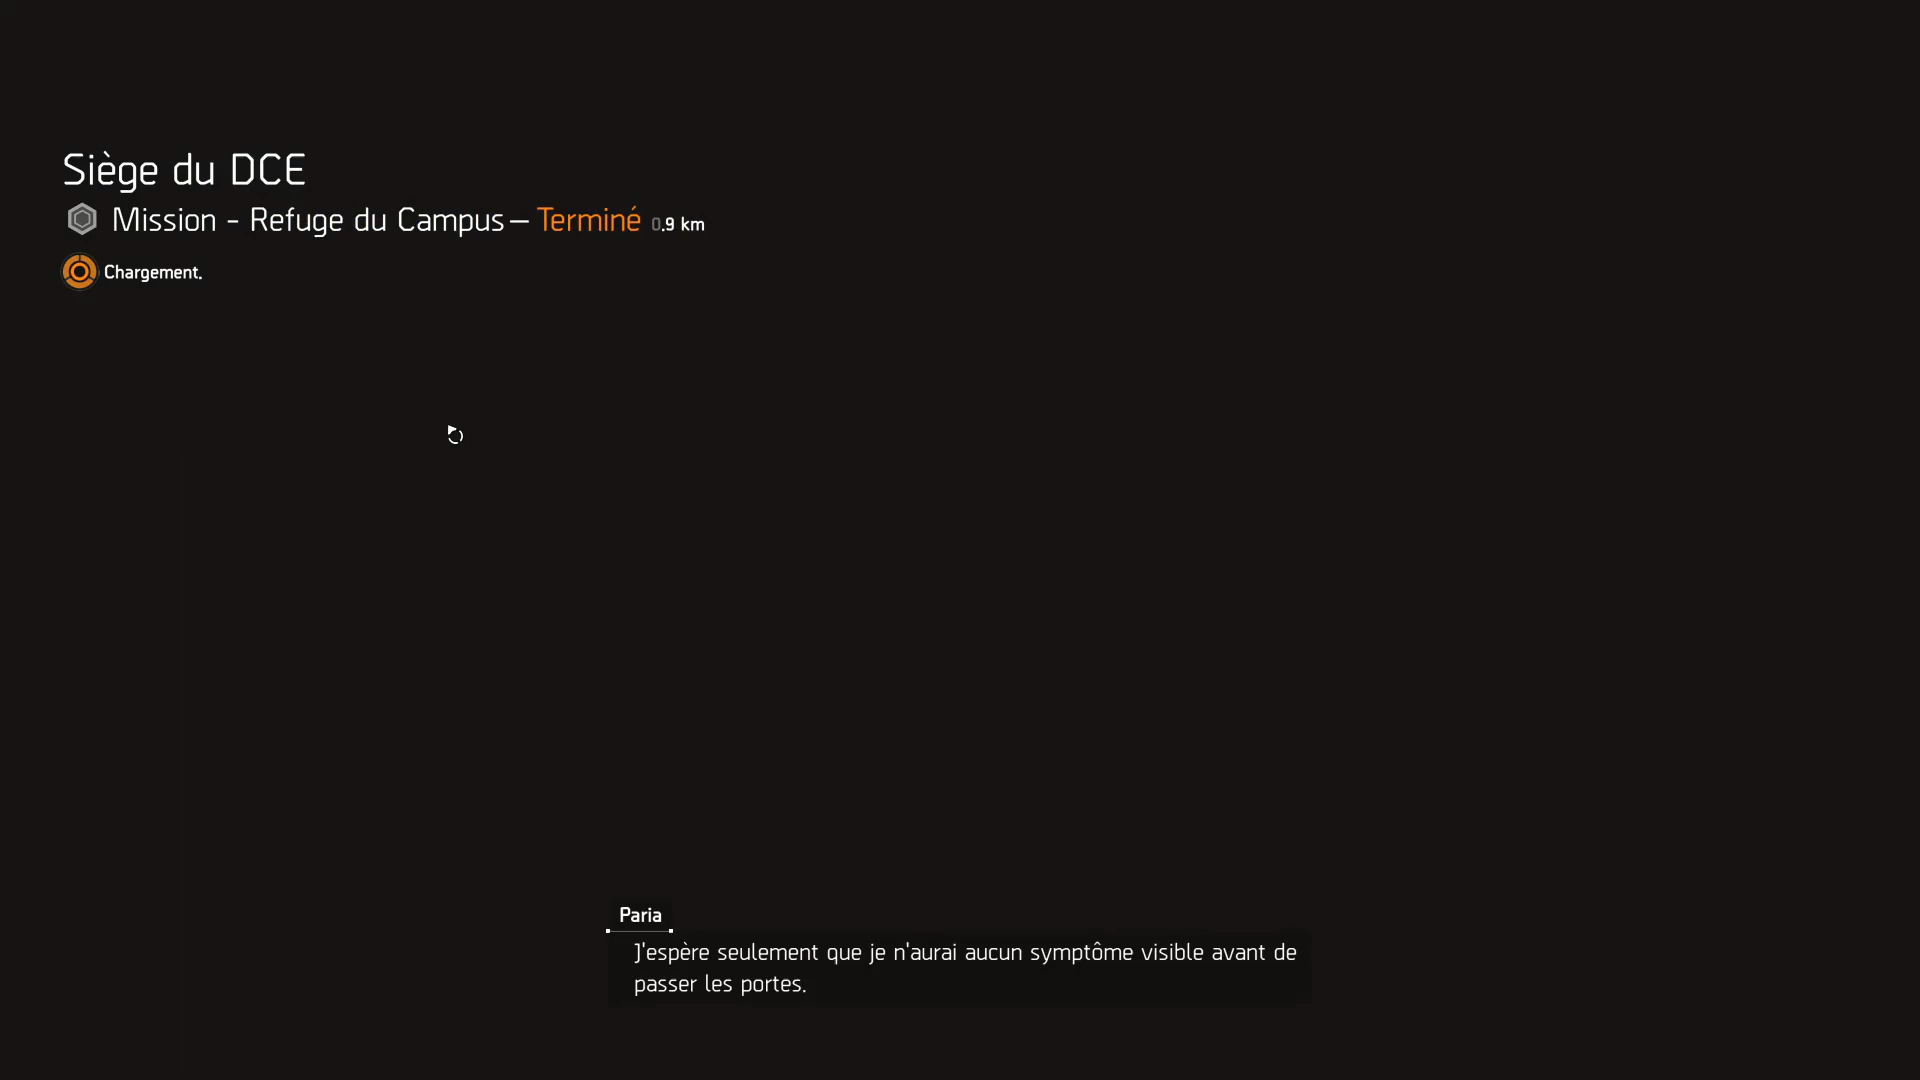 Siège du DCE
Mission - Refuge du Campus — Terminé 0.9 km
Chargement.
Paria
J'espère seulement que je n'aurai aucun symptôme visible avant de
passer les portes.